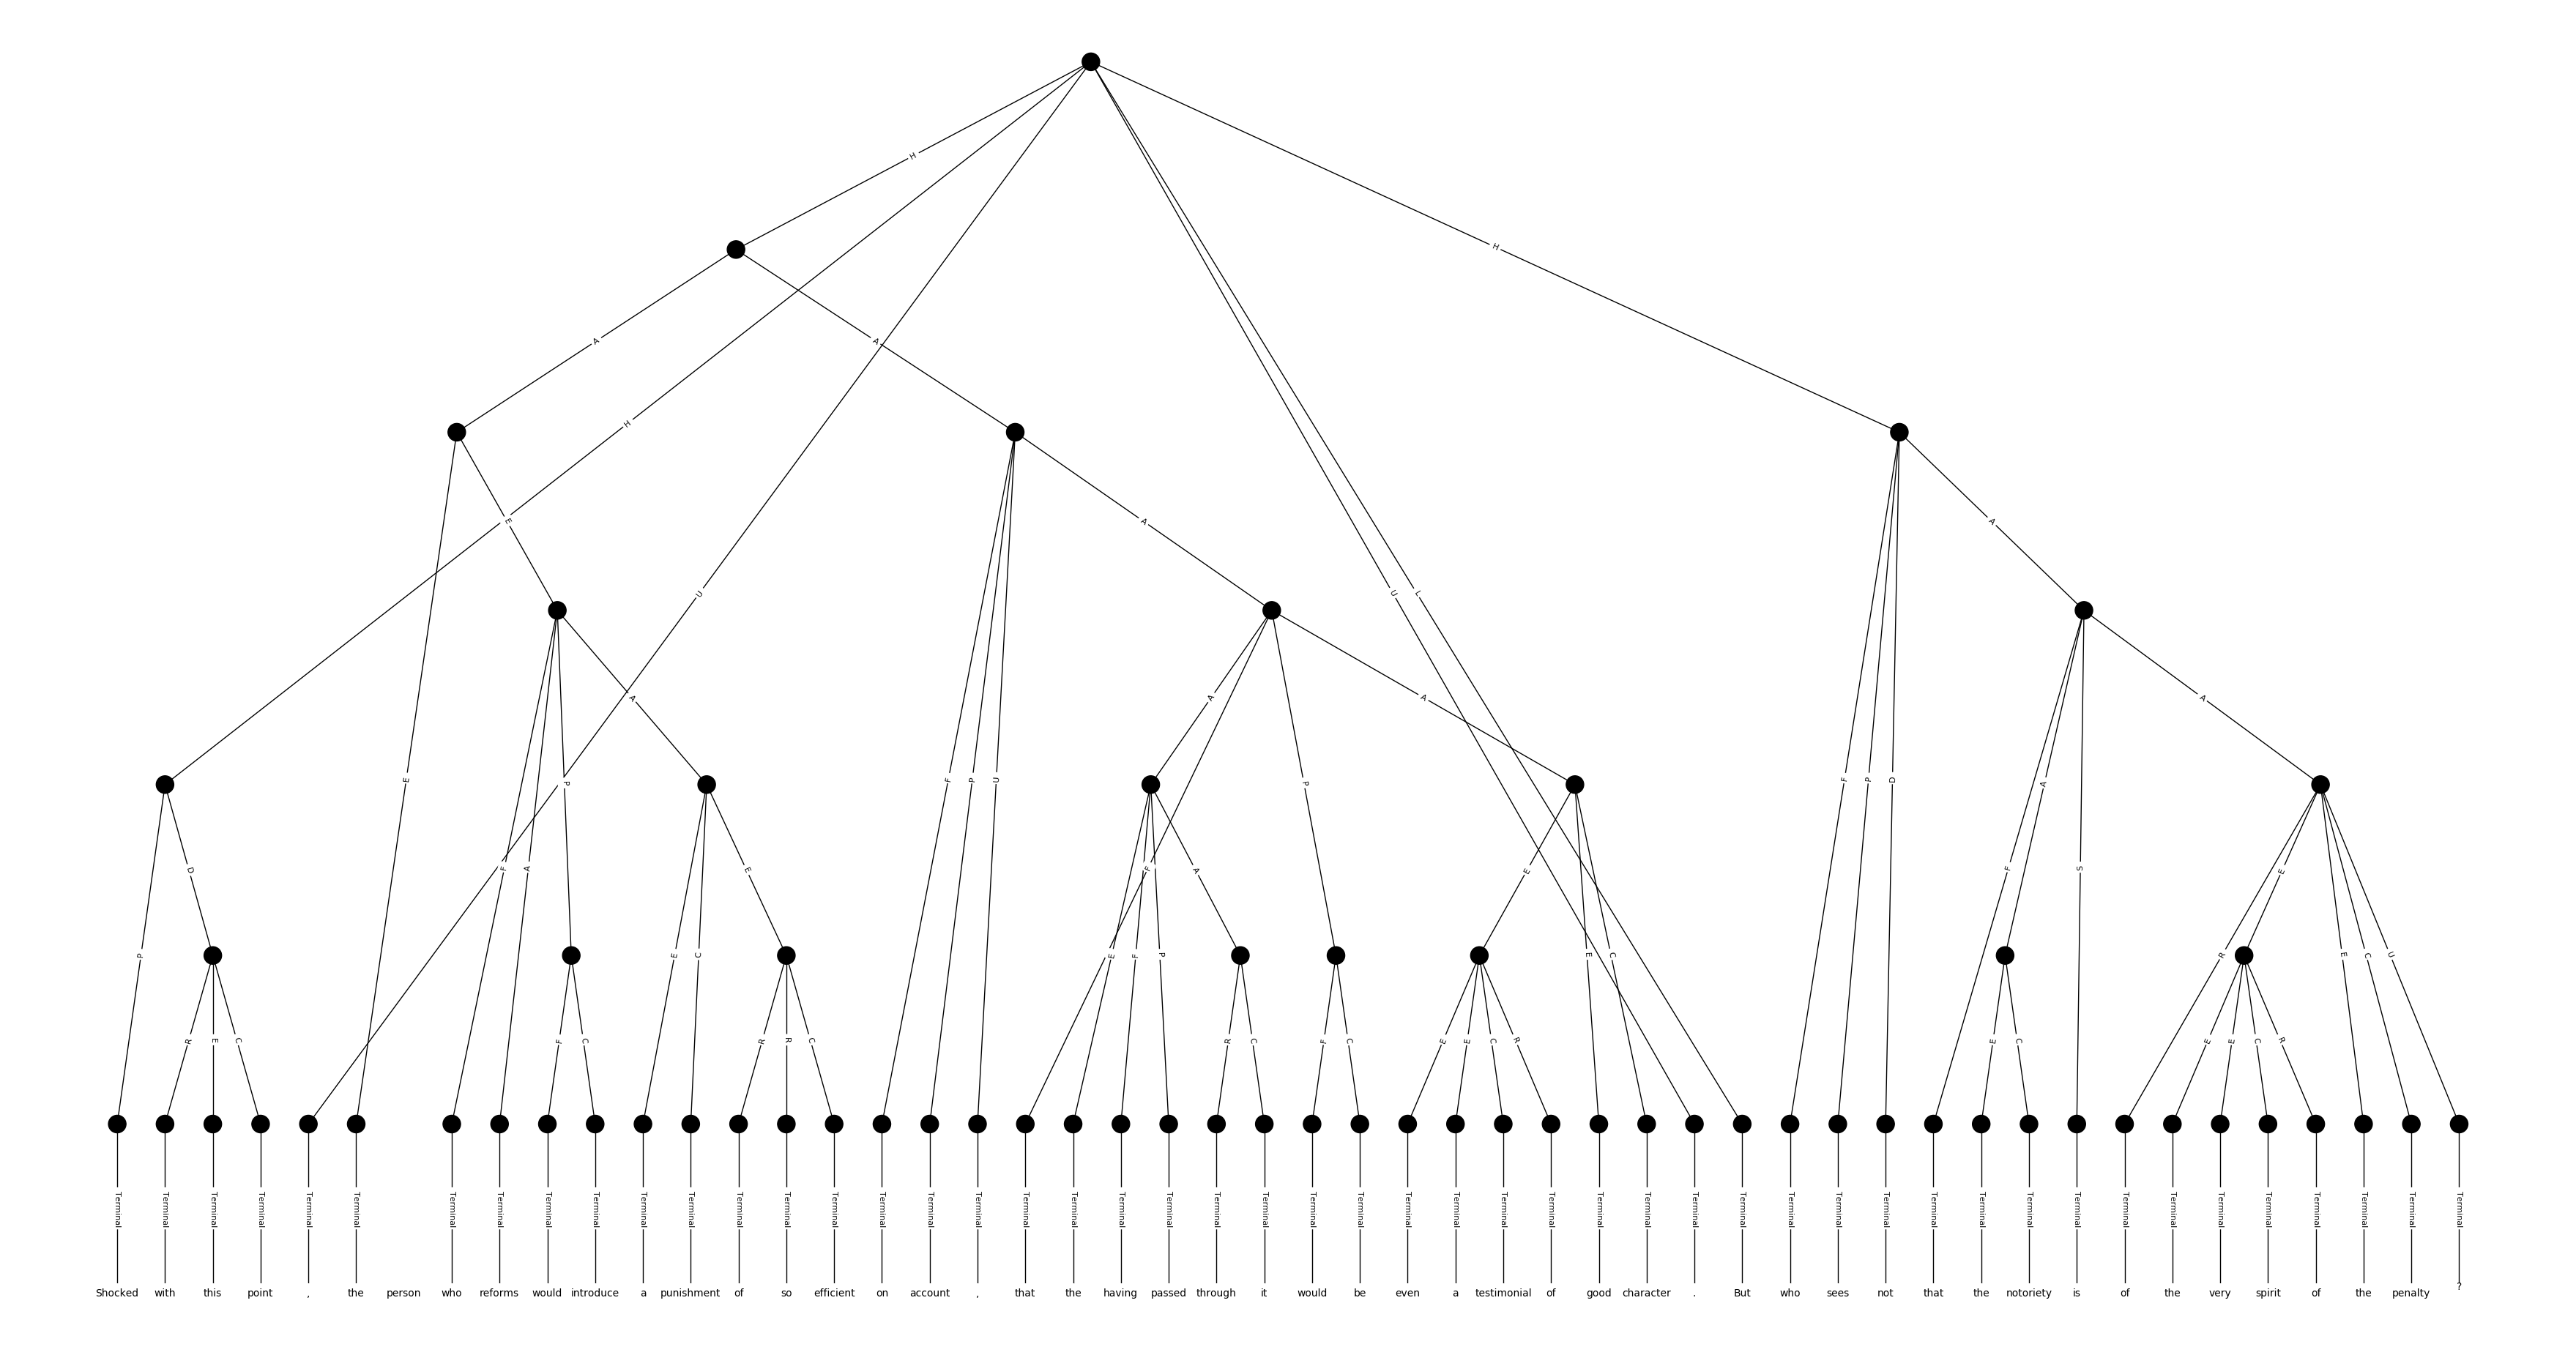 H
H
A
A
H
E
U
U
L
A
A
A
A
A
A
E
P
F
P
U
P
F
P
D
A
D
F
A
E
F
A
E
F
S
E
P
E
C
E
F
P
E
C
R
E
C
U
R
E
C
F
C
R
R
C
R
C
F
C
E
E
C
R
E
C
E
E
C
R
Terminal Terminal Terminal Terminal Terminal Terminal Terminal Terminal Terminal Terminal Terminal Terminal Terminal Terminal Terminal Terminal Terminal Terminal Terminal Terminal Terminal Terminal Terminal Terminal Terminal Terminal Terminal Terminal Terminal Terminal Terminal Terminal Terminal Terminal Terminal Terminal Terminal Terminal Terminal Terminal Terminal Terminal Terminal Terminal Terminal Terminal Terminal Terminal Terminal
Shocked with this point , the person who reforms would introduce a punishment of so efficient on account , that the having passed through it would be even a testimonial of good character . But who sees not that the notoriety is of the very spirit of the penalty ?